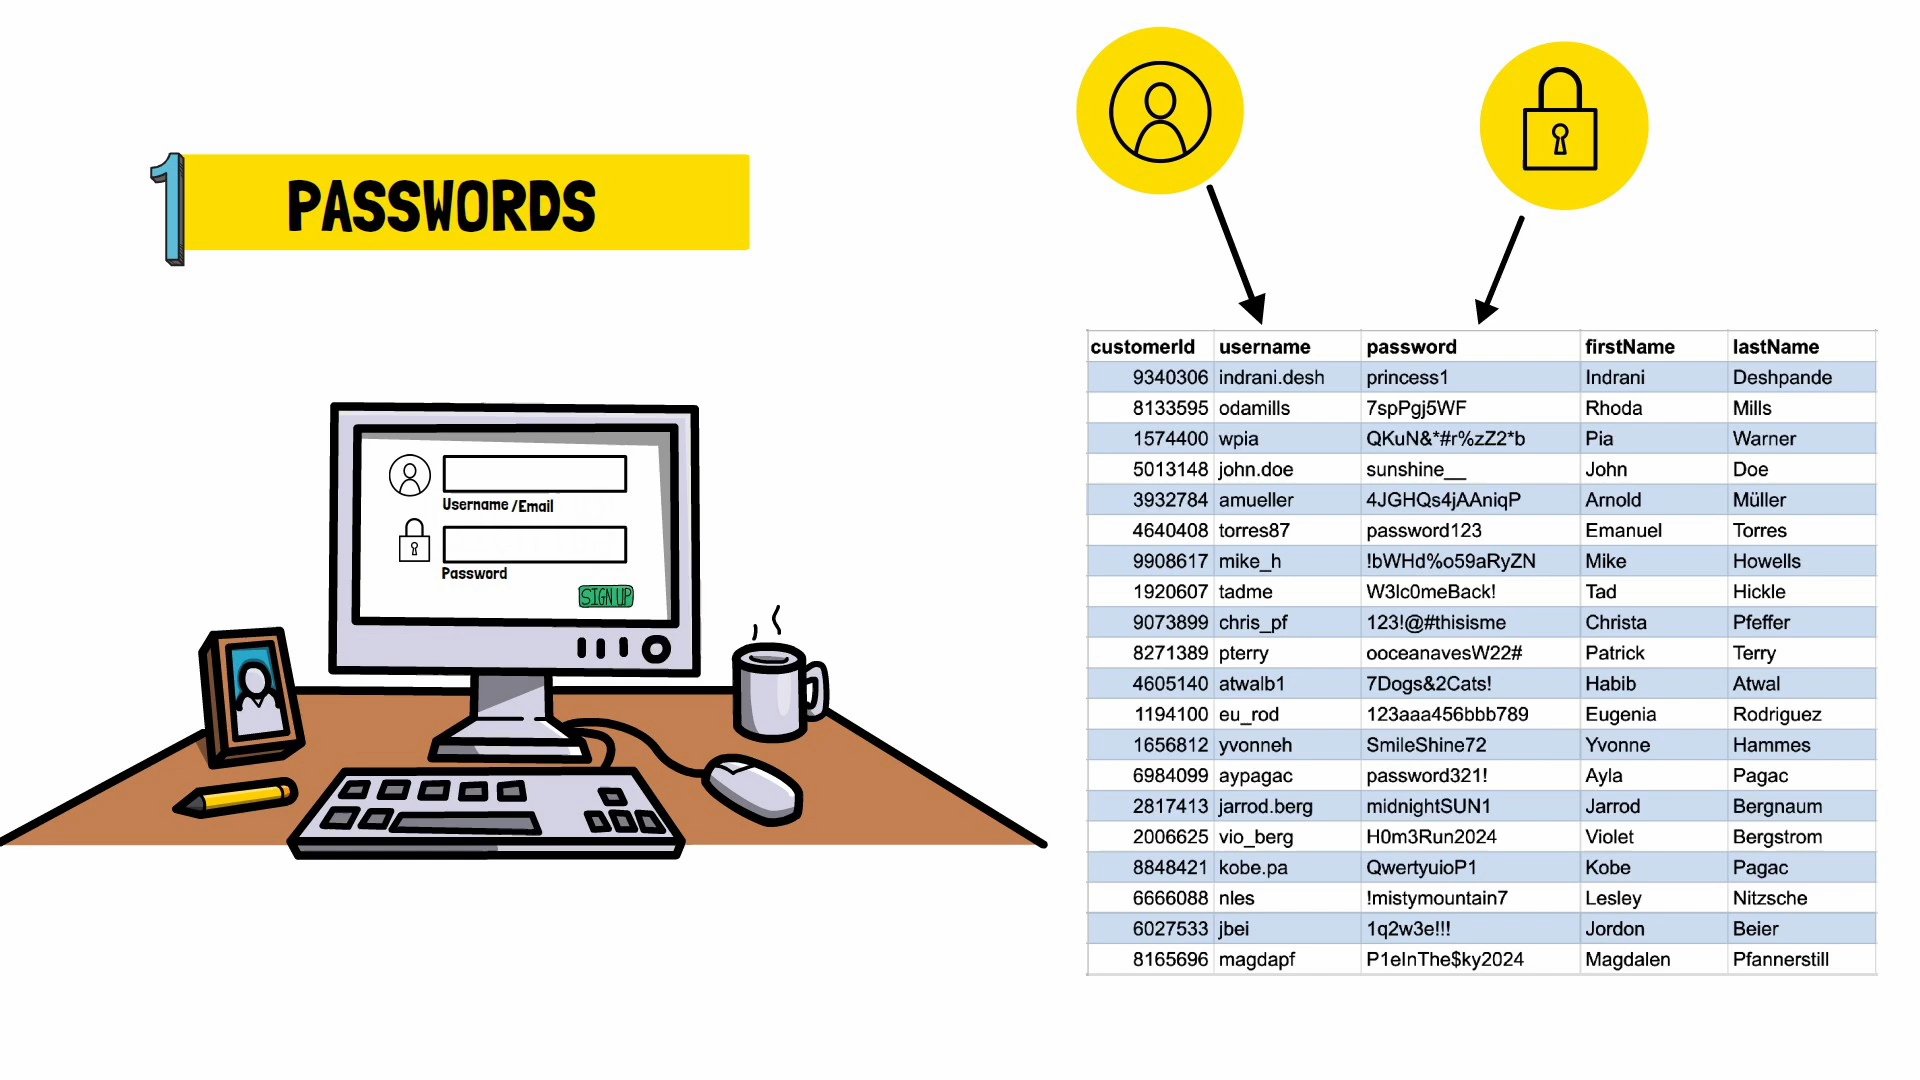 1
PASSWORDS
Username/Email
Password
SIGN UP
customerId username password firstName lastName
9340306 indrani.desh princess1 Indrani Deshpande
8133595 odamills 7spPgj5WF Rhoda Mills
1574400 wpia QKuN&*#r%zZ2*b Pia Warner
5013148 john.doe sunshine__ John Doe
3932784 amueller 4JGHQs4jAAniqP Arnold Müller
4640408 torres87 password123 Emanuel Torres
9908617 mike_h !bWHd%o59aRyZN Mike Howells
1920607 tadme W3lc0meBack! Tad Hickle
9073899 chris_pf 123!@#thisisme Christa Pfeffer
8271389 pterry ooceanavesW22# Patrick Terry
4605140 atwalb1 7Dogs&2Cats! Habib Atwal
1194100 eu_rod 123aaa456bbb789 Eugenia Rodriguez
1656812 yvonneh SmileShine72 Yvonne Hammes
6984099 aypagac password321! Ayla Pagac
2817413 jarrod.berg midnightSUN1 Jarrod Bergnaum
2006625 vio_berg H0m3Run2024 Violet Bergstrom
8848421 kobe.pa QwertyuioP1 Kobe Pagac
6666088 nles !mistymountain7 Lesley Nitzsche
6027533 jbei 1q2w3e!!! Jordon Beier
8165696 magdapf P1eInThe$ky2024 Magdalen Pfannerstill